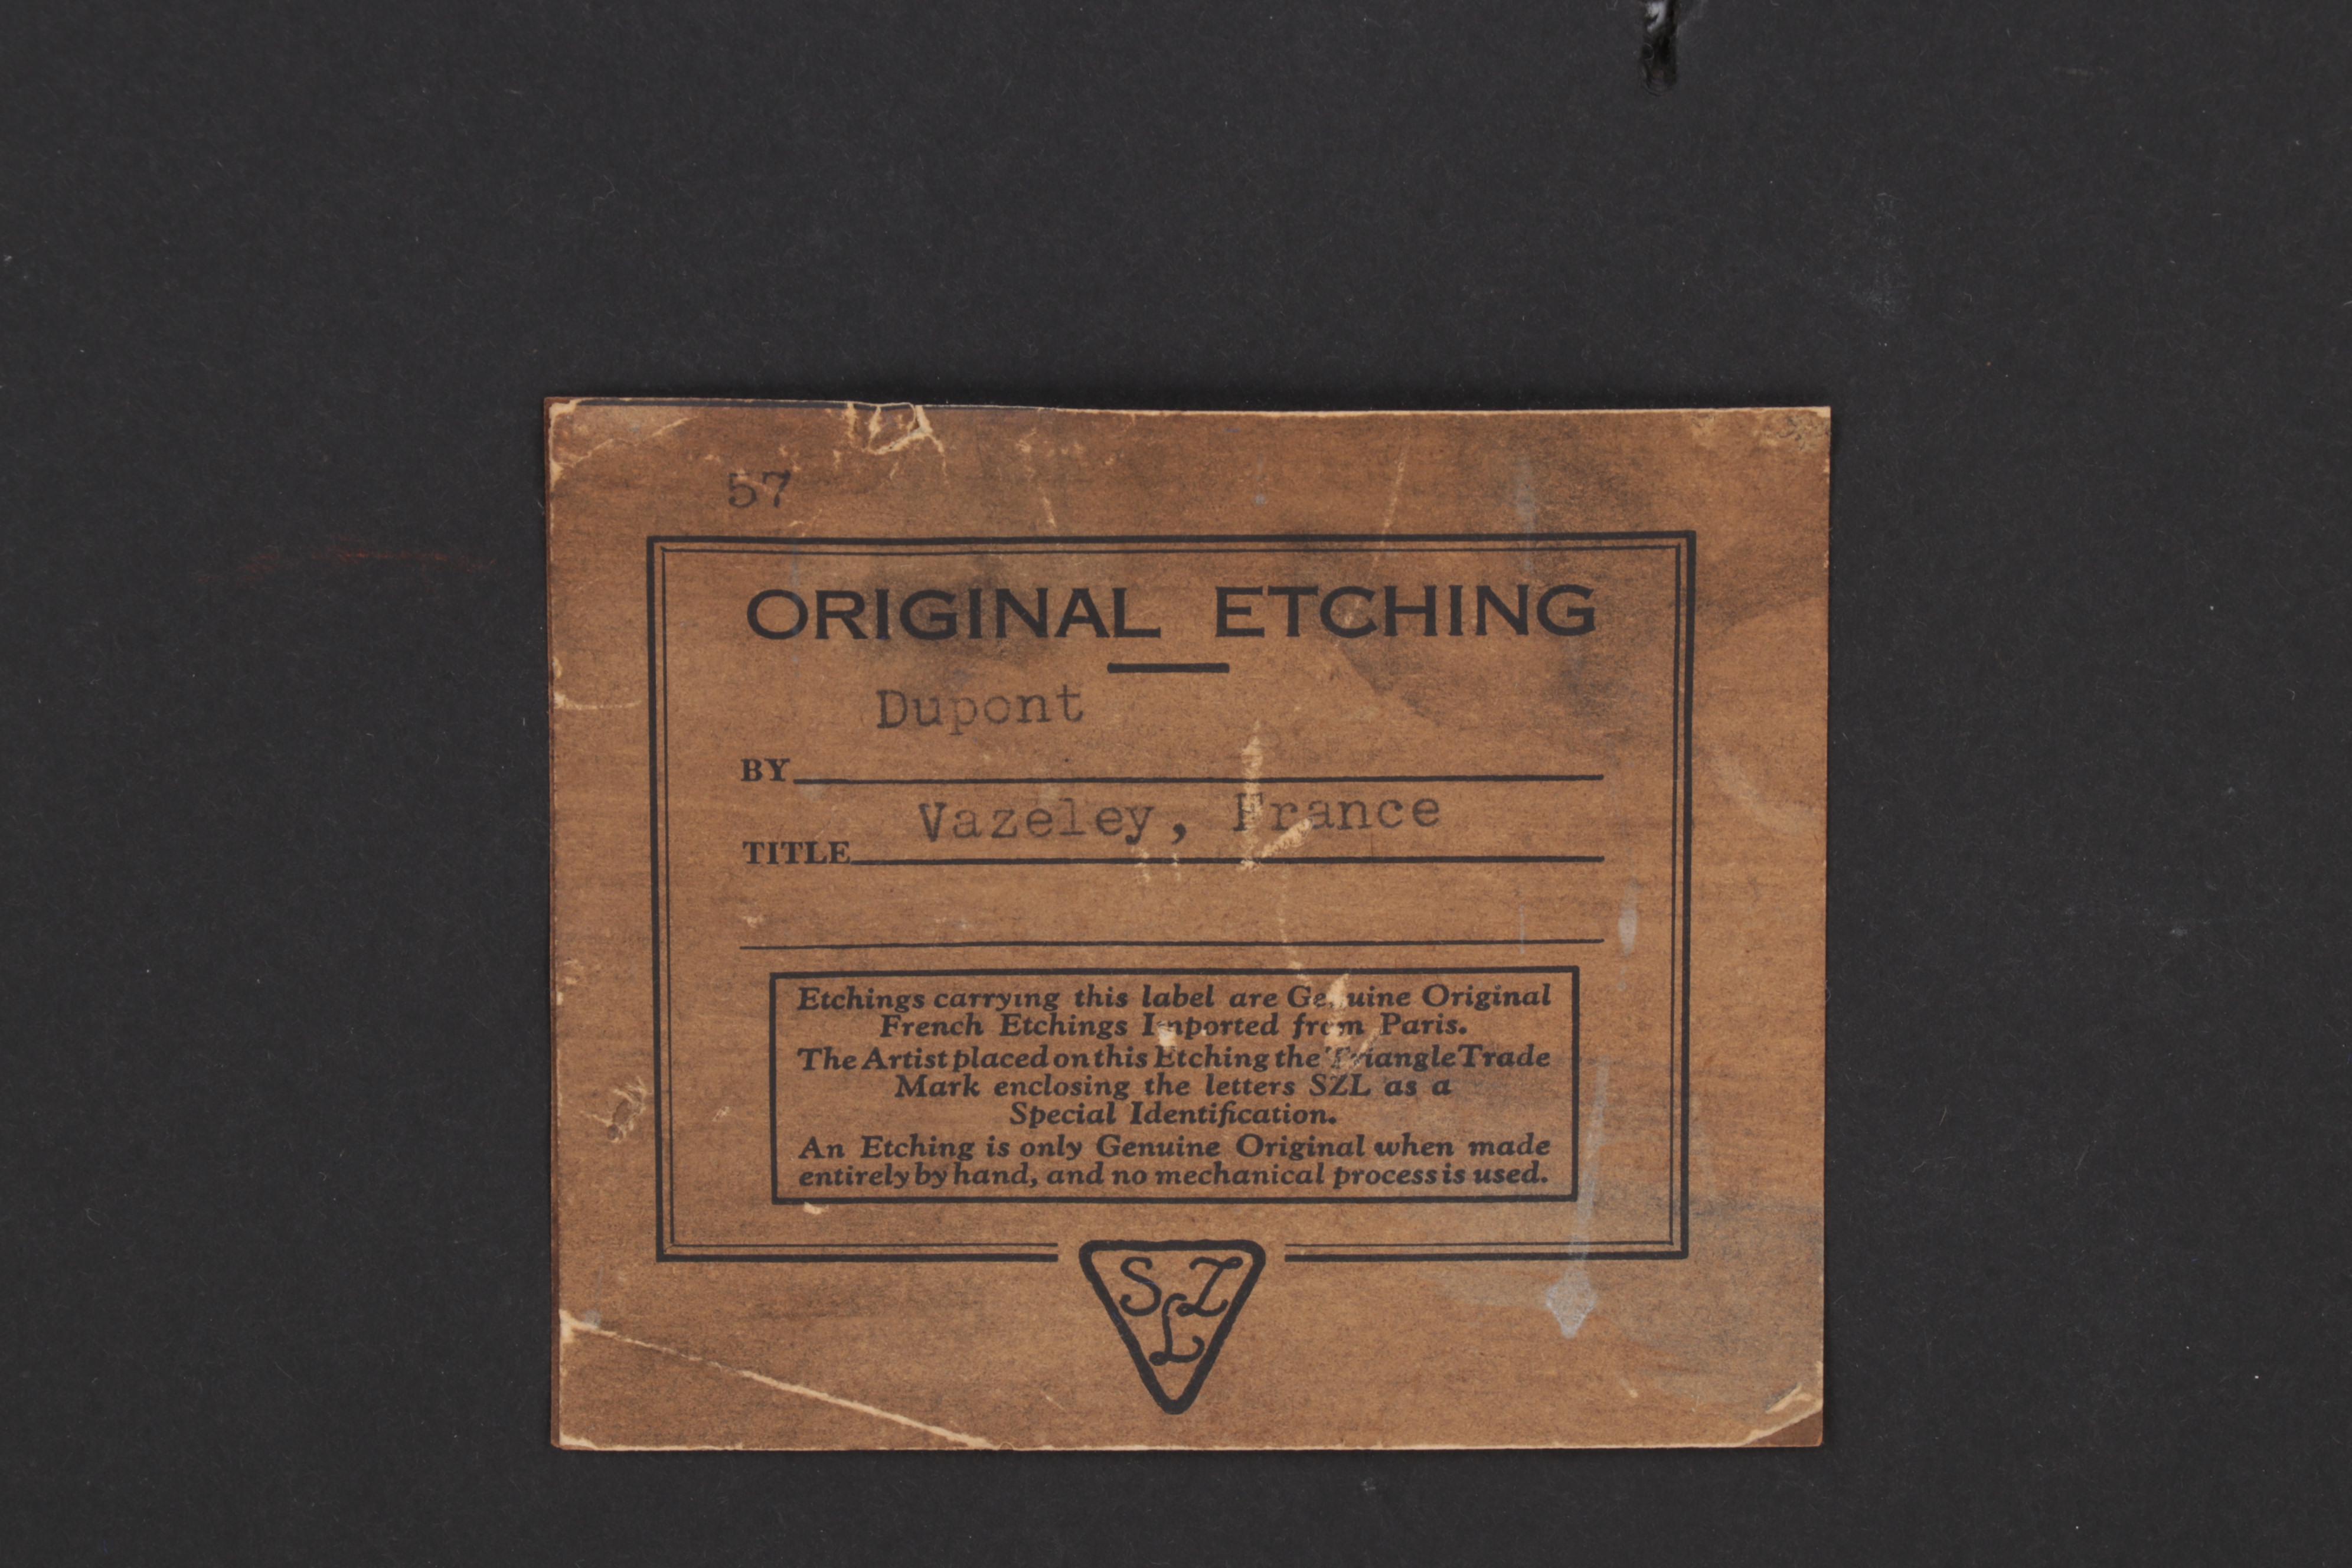 57
ORIGINAL ETCHING
Dupont
BY
Vazeley, France
TITLE
Etchings carrying this label are Genuine Original
French Etchings Imported from Paris.
The Artist placed on this Etching the Triangle Trade
Mark enclosing the letters SZL as a
Special Identification.
An Etching is only Genuine Original when made
entirely by hand, and no mechanical process is used.
SZL